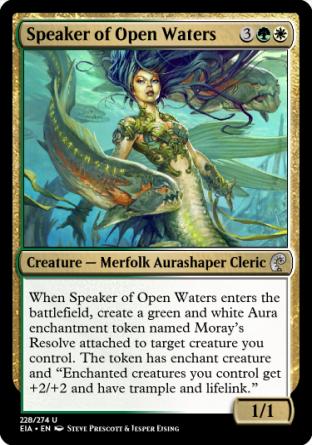 Speaker of Open Waters 3
Creature — Merfolk Aurashaper Cleric
When Speaker of Open Waters enters the
battlefield, create a green and white Aura
enchantment token named Moray's
Resolve attached to target creature you
control. The token has enchant creature
and “Enchanted creatures you control get
+2/+2 and have trample and lifelink.”
1/1
228/274 U
EIA • EN Steve Prescott & Jesper Eising